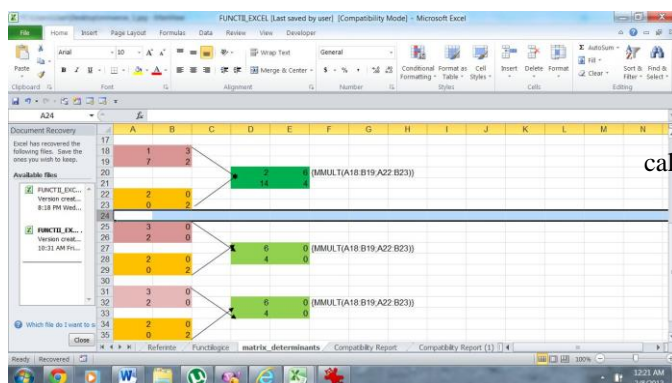 FUNCTII_EXCEL [Last saved by user] [Compatibility Mode] - Microsoft Excel
File Home Insert Page Layout Formulas Data Review View Developer
Arial 10 Wrap Text General Conditional Format as Cell Insert Delete Format AutoSum Sort & Find &
Paste Merge & Center Formatting Table Styles Fill Clear Filter Select
Clipboard Font Alignment Number Styles Cells Editing
A24 fx
Document Recovery A B C D E F G H I J K L M N
Excel has recovered the
following files. Save the
ones you wish to keep.
Available files
FUNCTII_EXC...
Version creat...
8:18 PM Wed...
FUNCTII_EXC...
Version creat...
10:31 AM Fri...
Which file do I want to s
Close
17
18 1 3
19 7 2
20 2 6 {MMULT(A18:B19;A22:B23)}
21 14 4
22 2 0
23 0 2
24
25 3 0
26 2 0
27 6 0 {MMULT(A18:B19;A22:B23)}
28 2 0 4 0
29 0 2
30
31 3 0
32 2 0 6 0 {MMULT(A18:B19;A22:B23)}
33 4 0
34 2 0
35 0 2
cal
Referinte Functiilogice matrix_determinants Compatibility Report Compatibility Report (1)
Ready Recovered 100%
12:21 AM